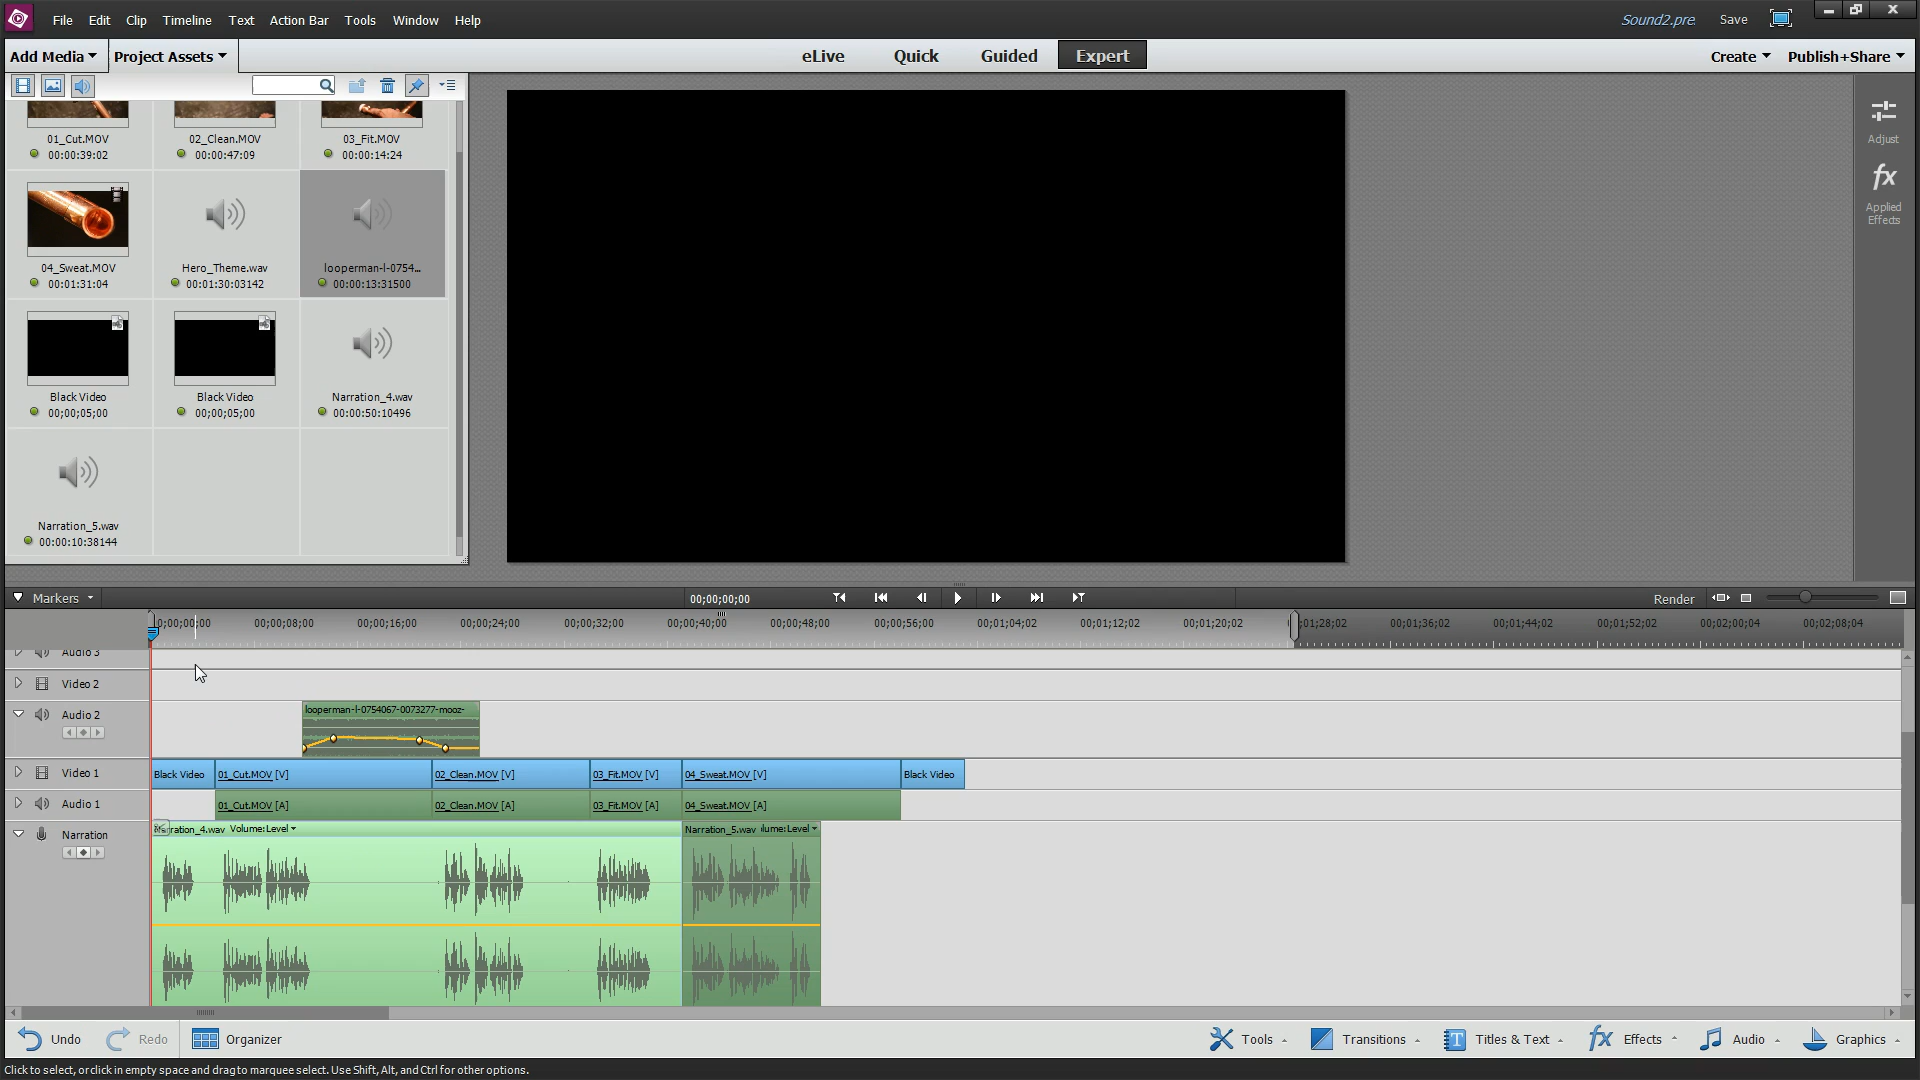 File Edit Clip Timeline Text Action Bar Tools Window Help
Sound2.pre Save
Add Media Project Assets
eLive Quick Guided Expert
Create Publish+Share
01_Cut.MOV 02_Clean.MOV 03_Fit.MOV
00:00:39:02 00:00:47:09 00:00:14:24
Adjust
fx
Applied
Effects
04_Sweat.MOV Hero_Theme.wav looperman-l-0754...
00:01:31:04 00:01:30:03142 00:00:13:31500
Black Video Black Video Narration_4.wav
00;00;05;00 00;00;05;00 00:00:50:10496
Narration_5.wav
00:00:10:38144
Markers 00;00;00;00 Render
0;00;00;00 00;00;08;00 00;00;16;00 00;00;24;00 00;00;32;00 00;00;40;00 00;00;48;00 00;00;56;00 00;01;04;02 00;01;12;02 00;01;20;02 ;01;28;02 00;01;36;02 00;01;44;02 00;01;52;02 00;02;00;04 00;02;08;04
Audio 3
Video 2
looperman-l-0754067-0073277-mooz-
Audio 2
Video 1 Black Video 01_Cut.MOV [V] 02_Clean.MOV [V] 03_Fit.MOV [V] 04_Sweat.MOV [V] Black Video
Audio 1 01_Cut.MOV [A] 02_Clean.MOV [A] 03_Fit.MOV [A] 04_Sweat.MOV [A]
Narration rration_4.wav Volume:Level Narration_5.wav lume:Level
Undo Redo Organizer Tools Transitions T Titles & Text fx Effects Audio Graphics
Click to select, or click in empty space and drag to marquee select. Use Shift, Alt, and Ctrl for other options.